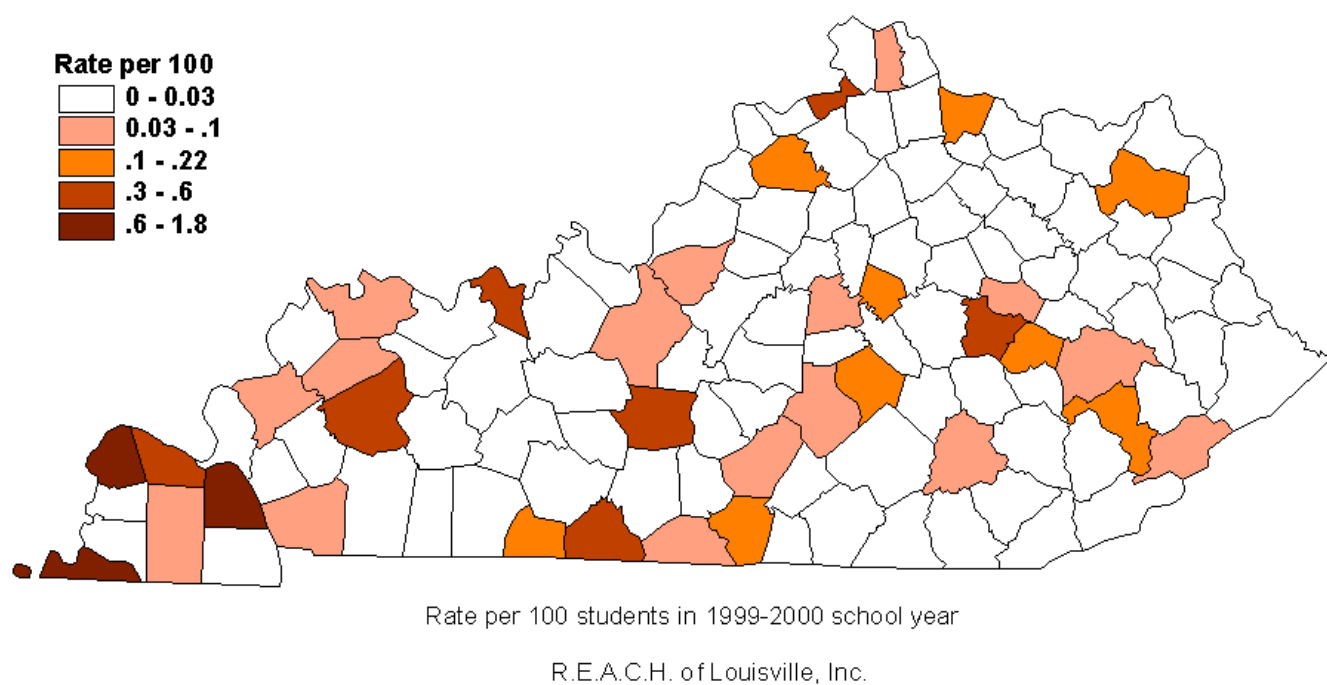 Rate per 100
0 - 0.03
0.03 - .1
.1 - .22
.3 - .6
.6 - 1.8
Rate per 100 students in 1999-2000 school year
R.E.A.C.H. of Louisville, Inc.